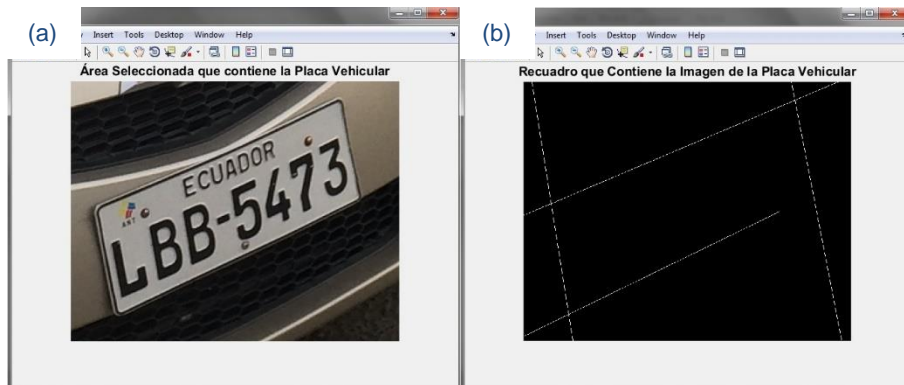 (a)
Insert Tools Desktop Window Help
Área Seleccionada que contiene la Placa Vehicular
ECUADOR
ANT
LBB-5473
(b)
Insert Tools Desktop Window Help
Recuadro que Contiene la Imagen de la Placa Vehicular